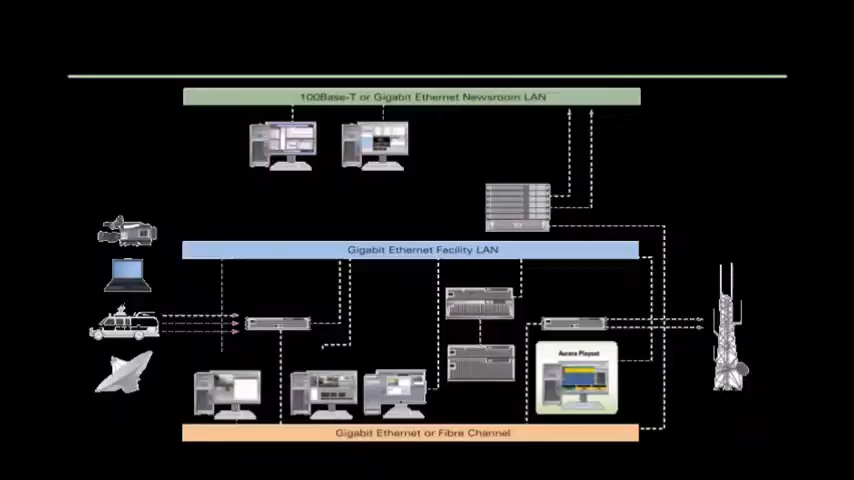 100Base-T or Gigabit Ethernet Newsroom LAN
Gigabit Ethernet Facility LAN
Aurora Playout
Gigabit Ethernet or Fibre Channel